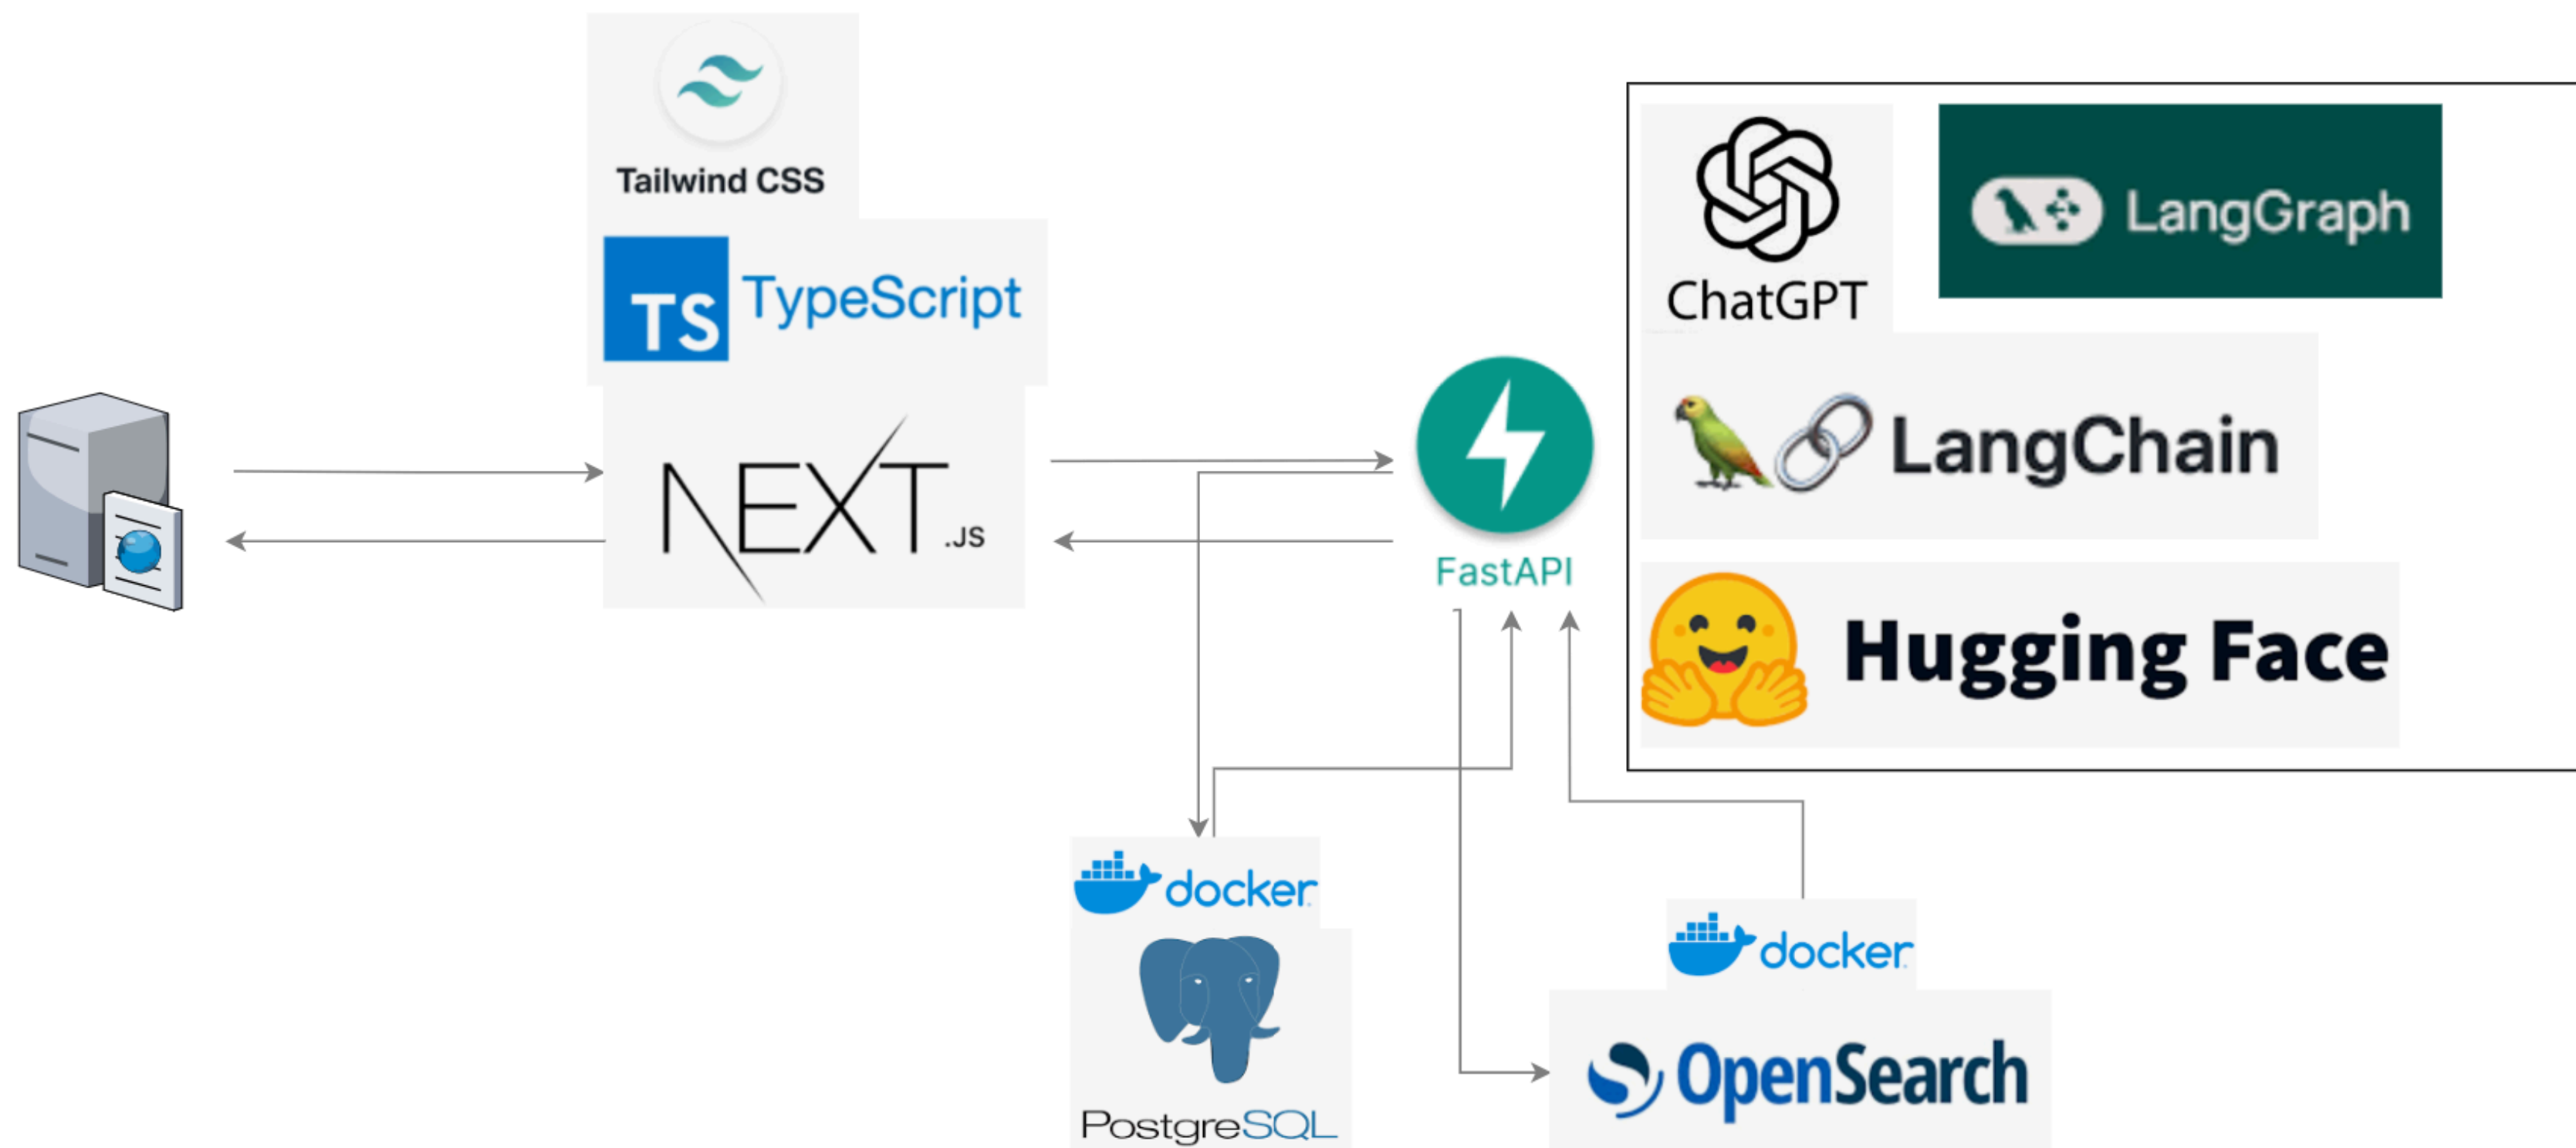 Tailwind CSS
TS TypeScript
NEXT.JS
FastAPI
ChatGPT
LangGraph
LangChain
Hugging Face
docker
PostgreSQL
docker
OpenSearch